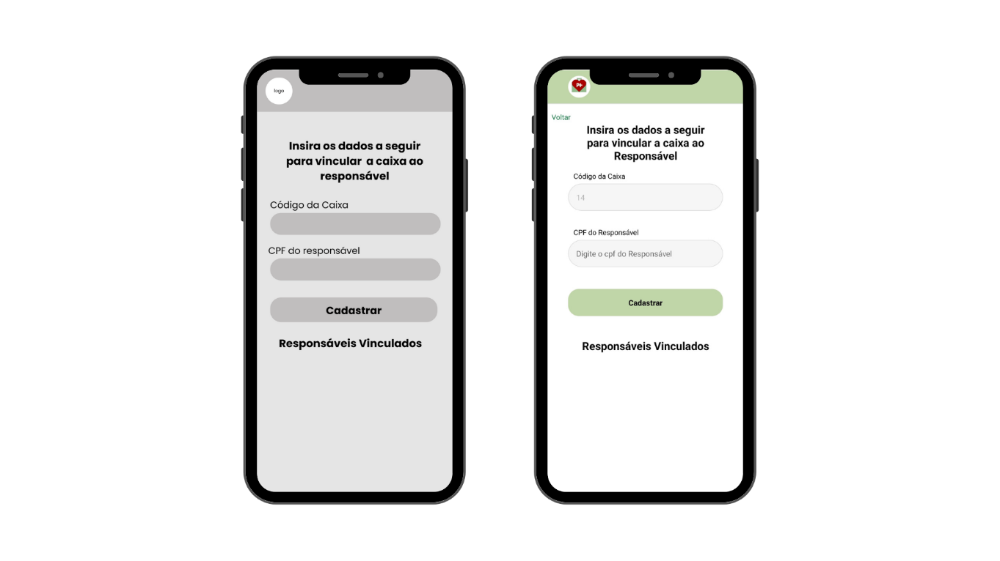 logo
Insira os dados a seguir
para vincular a caixa ao
responsável
Código da Caixa
CPF do responsável
Cadastrar
Responsáveis Vinculados
P+
Voltar
Insira os dados a seguir
para vincular a caixa ao
Responsável
Código da Caixa
14
CPF do Responsável
Digite o cpf do Responsável
Cadastrar
Responsáveis Vinculados